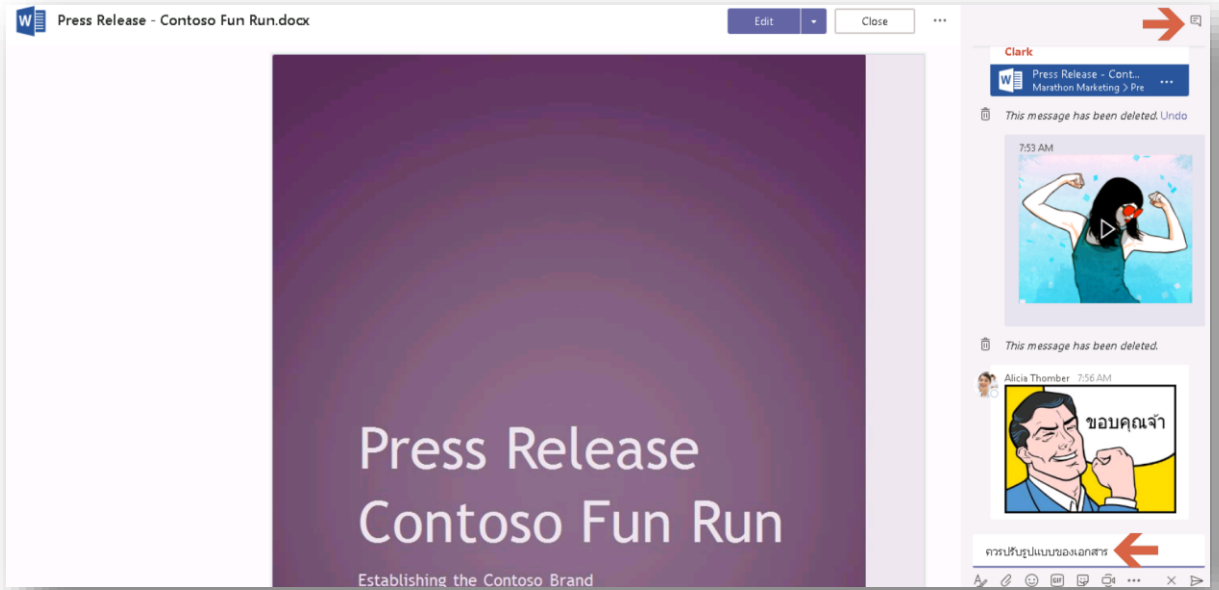 Press Release - Contoso Fun Run.docx
Edit
Close
Clark
Press Release - Cont...
Marathon Marketing > Pre
This message has been deleted. Undo
7:53 AM
This message has been deleted.
Alicia Thomber 7:56 AM
ขอบคุณจ้า
Press Release
Contoso Fun Run
Establishing the Contoso Brand
ควรปรับรูปแบบของเอกสาร
GIF